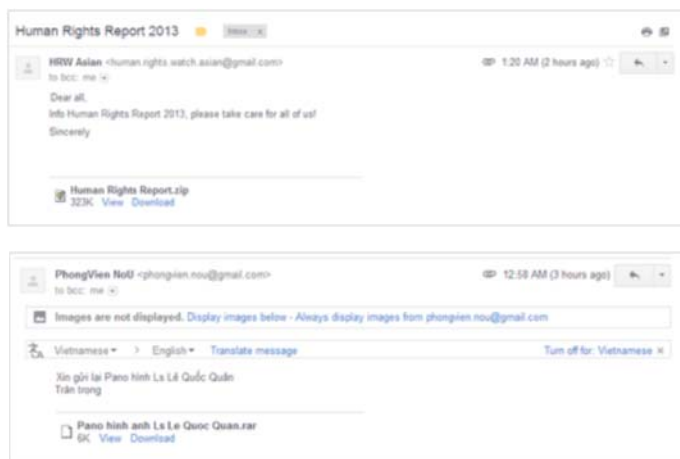 Human Rights Report 2013 Inbox x
HRW Asian <human.rights.watch.asian@gmail.com> 1:20 AM (2 hours ago)
to bcc: me
Dear all,
Info Human Rights Report 2013, please take care for all of us!
Sincerely
Human Rights Report.zip
323K View Download
PhongVien NoU <phongvien.nou@gmail.com> 12:58 AM (3 hours ago)
to bcc: me
Images are not displayed. Display images below - Always display images from phongvien.nou@gmail.com
Vietnamese > English Translate message Turn off for: Vietnamese x
Xin gửi lại Pano hình Ls Lê Quốc Quân
Trân trọng
Pano hinh anh Ls Le Quoc Quan.rar
6K View Download